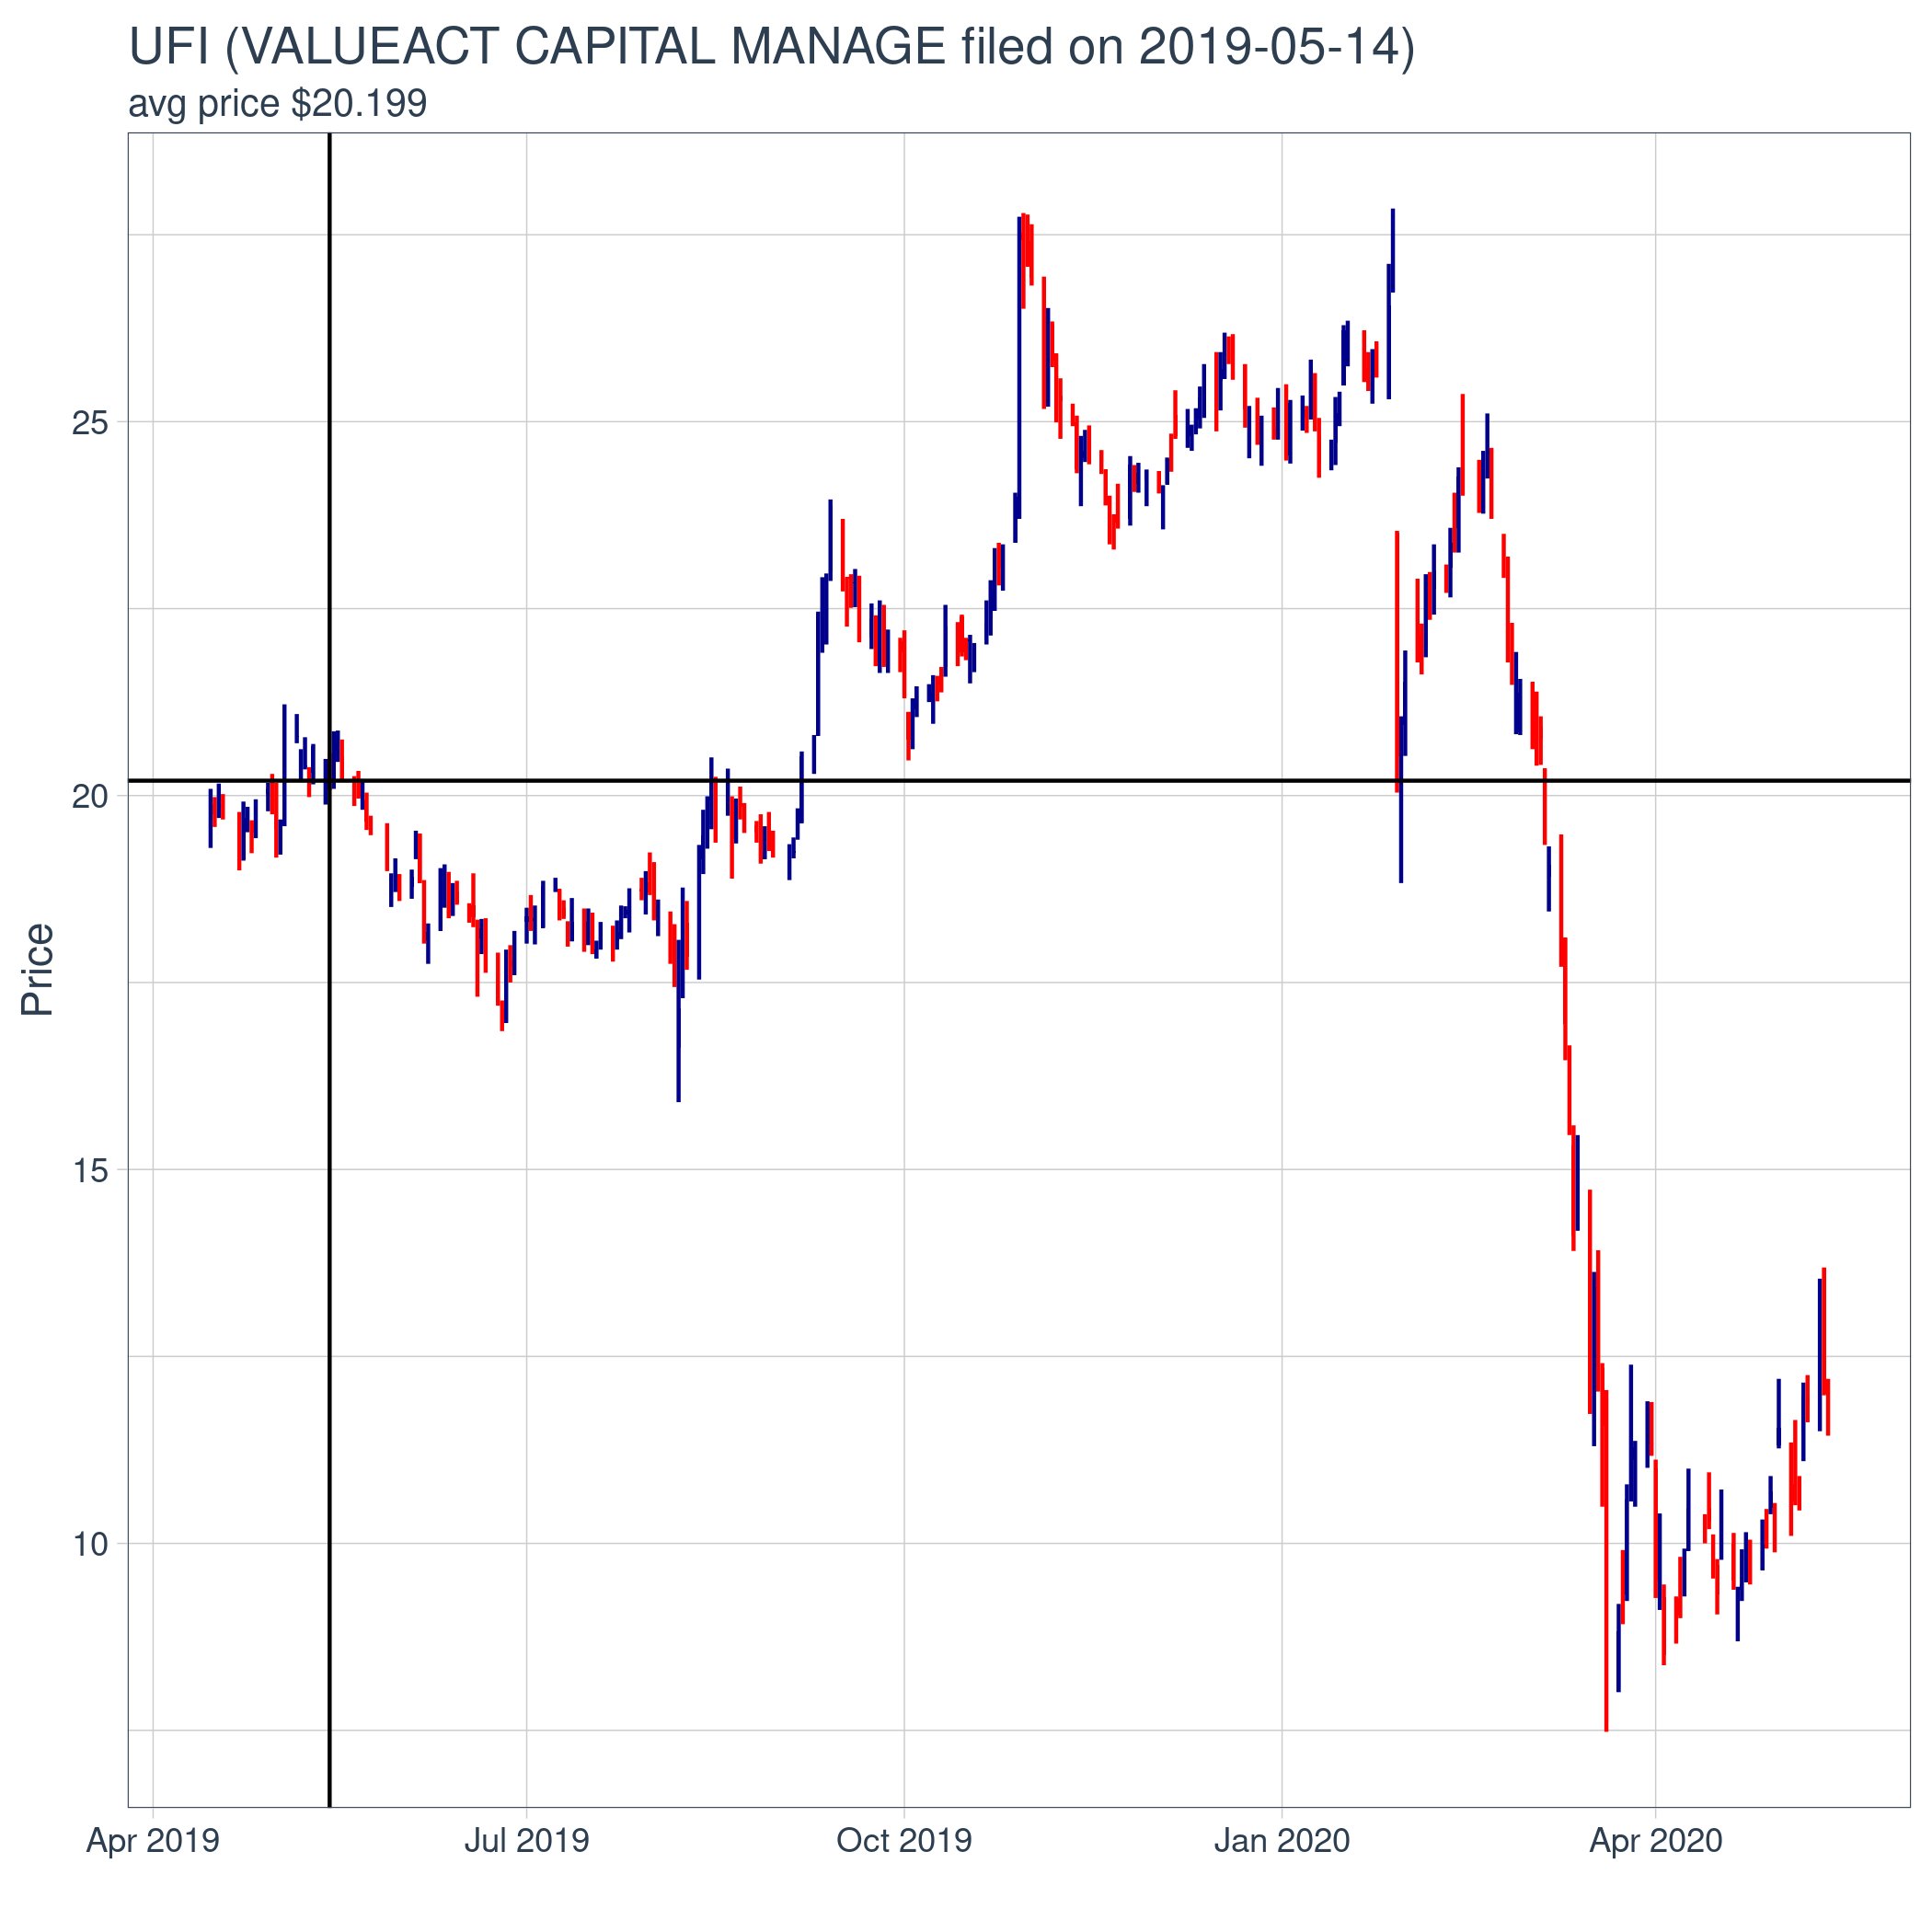 UFI (VALUEACT CAPITAL MANAGE filed on 2019-05-14)
avg price $20.199
Price
25
20
15
10
Apr 2019 Jul 2019 Oct 2019 Jan 2020 Apr 2020